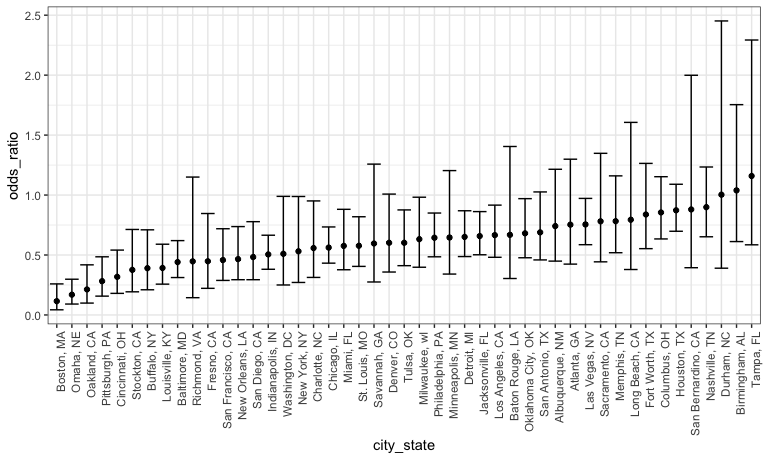 odds_ratio
2.5
2.0
1.5
1.0
0.5
0.0
Boston, MA
Omaha, NE
Oakland, CA
Pittsburgh, PA
Cincinnati, OH
Stockton, CA
Buffalo, NY
Louisville, KY
Baltimore, MD
Richmond, VA
Fresno, CA
San Francisco, CA
New Orleans, LA
San Diego, CA
Indianapolis, IN
Washington, DC
New York, NY
Charlotte, NC
Chicago, IL
Miami, FL
St. Louis, MO
Savannah, GA
Denver, CO
Tulsa, OK
Milwaukee, wI
Philadelphia, PA
Minneapolis, MN
Detroit, MI
Jacksonville, FL
Los Angeles, CA
Baton Rouge, LA
Oklahoma City, OK
San Antonio, TX
Albuquerque, NM
Atlanta, GA
Las Vegas, NV
Sacramento, CA
Memphis, TN
Long Beach, CA
Fort Worth, TX
Columbus, OH
Houston, TX
San Bernardino, CA
Nashville, TN
Durham, NC
Birmingham, AL
Tampa, FL
city_state